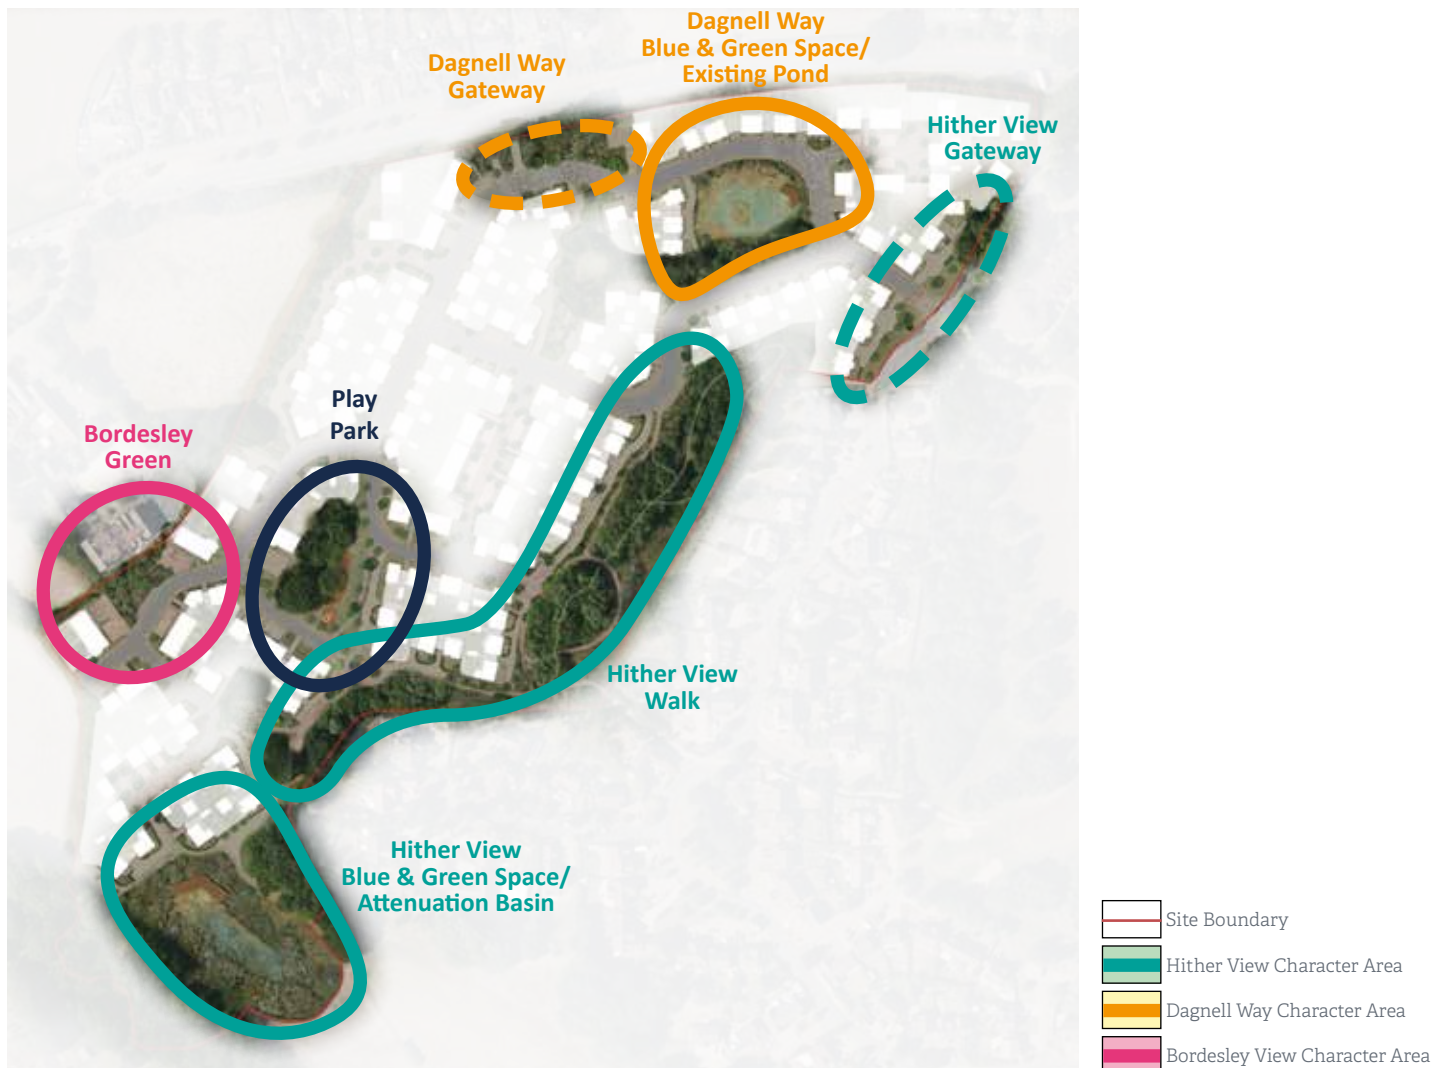 Dagnell Way
Blue & Green Space/
Existing Pond
Dagnell Way
Gateway
Hither View
Gateway
Play
Park
Bordesley
Green
Hither View
Walk
Hither View
Blue & Green Space/
Attenuation Basin
Site Boundary
Hither View Character Area
Dagnell Way Character Area
Bordesley View Character Area